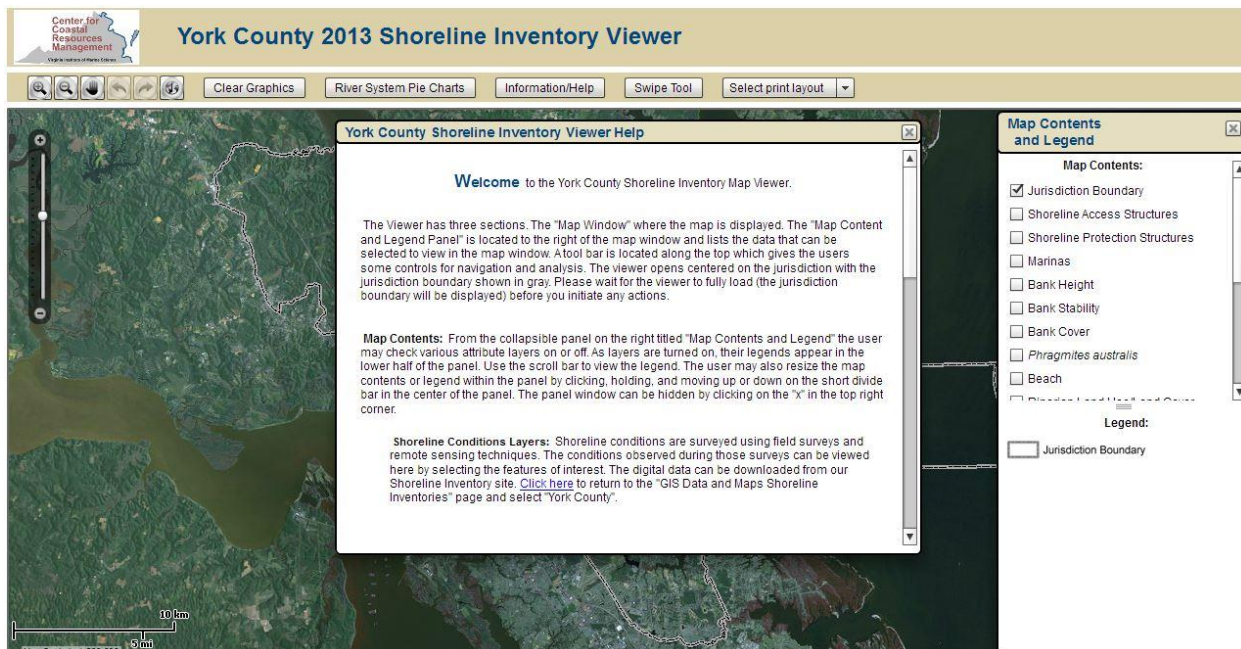 Center for
Coastal
Resources
Management
Virginia Institute of Marine Science
York County 2013 Shoreline Inventory Viewer
Clear Graphics
River System Pie Charts
Information/Help
Swipe Tool
Select print layout
York County Shoreline Inventory Viewer Help
Welcome to the York County Shoreline Inventory Map Viewer.
The Viewer has three sections. The "Map Window" where the map is displayed. The "Map Content
and Legend Panel" is located to the right of the map window and lists the data that can be
selected to view in the map window. A tool bar is located along the top which gives the users
some controls for navigation and analysis. The viewer opens centered on the jurisdiction with the
jurisdiction boundary shown in gray. Please wait for the viewer to fully load (the jurisdiction
boundary will be displayed) before you initiate any actions.
Map Contents: From the collapsible panel on the right titled "Map Contents and Legend" the user
may check various attribute layers on or off. As layers are turned on, their legends appear in the
lower half of the panel. Use the scroll bar to view the legend. The user may also resize the map
contents or legend within the panel by clicking, holding, and moving up or down on the short divide
bar in the center of the panel. The panel window can be hidden by clicking on the "x" in the top right
corner.
Shoreline Conditions Layers: Shoreline conditions are surveyed using field surveys and
remote sensing techniques. The conditions observed during those surveys can be viewed
here by selecting the features of interest. The digital data can be downloaded from our
Shoreline Inventory site. Click here to return to the "GIS Data and Maps Shoreline
Inventories" page and select "York County".
Map Contents
and Legend
Map Contents:
Jurisdiction Boundary
Shoreline Access Structures
Shoreline Protection Structures
Marinas
Bank Height
Bank Stability
Bank Cover
Phragmites australis
Beach
Legend:
Jurisdiction Boundary
10 km
5 mi